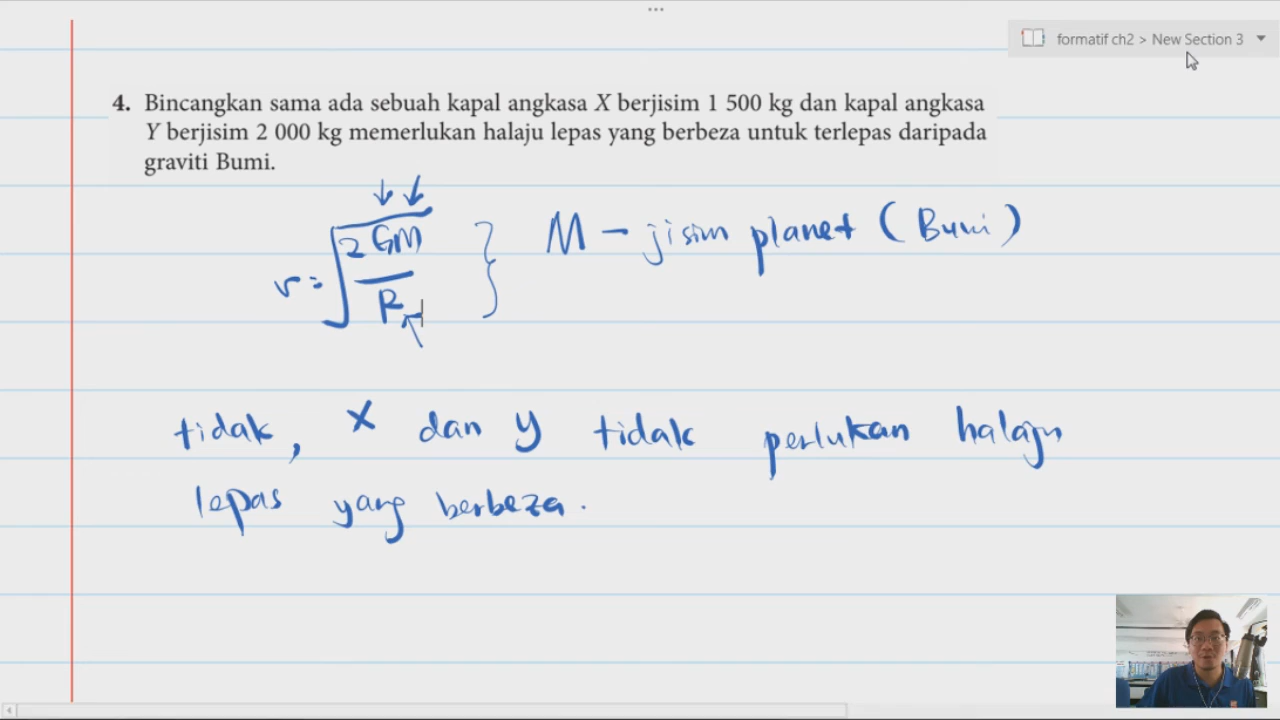 formatif ch2 > New Section 3
4. Bincangkan sama ada sebuah kapal angkasa X berjisim 1 500 kg dan kapal angkasa
Y berjisim 2 000 kg memerlukan halaju lepas yang berbeza untuk terlepas daripada
graviti Bumi.
v = √(2GM/R) } M - jisim planet (Bumi)
tidak, X dan Y tidak perlukan halaju
lepas yang berbeza.